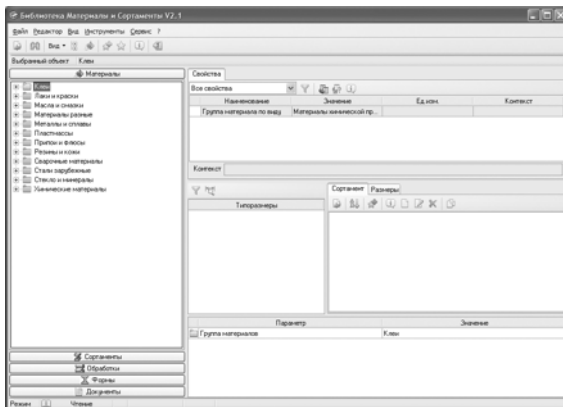 Библиотека Материалы и Сортаменты V2.1
Файл Редактор Вид Инструменты Сервис ?
Вид
Выбранный объект Клеи
Материалы
Клеи
Лаки и краски
Масла и смазки
Материалы разные
Металлы и сплавы
Пластмассы
Припои и флюсы
Резины и кожи
Сварочные материалы
Стали зарубежные
Стекло и минералы
Химические материалы
Сортаменты
Обработки
Формы
Документы
Свойства
Все свойства
Наименование Значение Ед.изм. Контекст
Группа материала по виду Материалы химической пр...
Контекст
Типоразмеры
Сортамент Размеры
Параметр Значение
Группа материалов Клеи
Режим Чтение